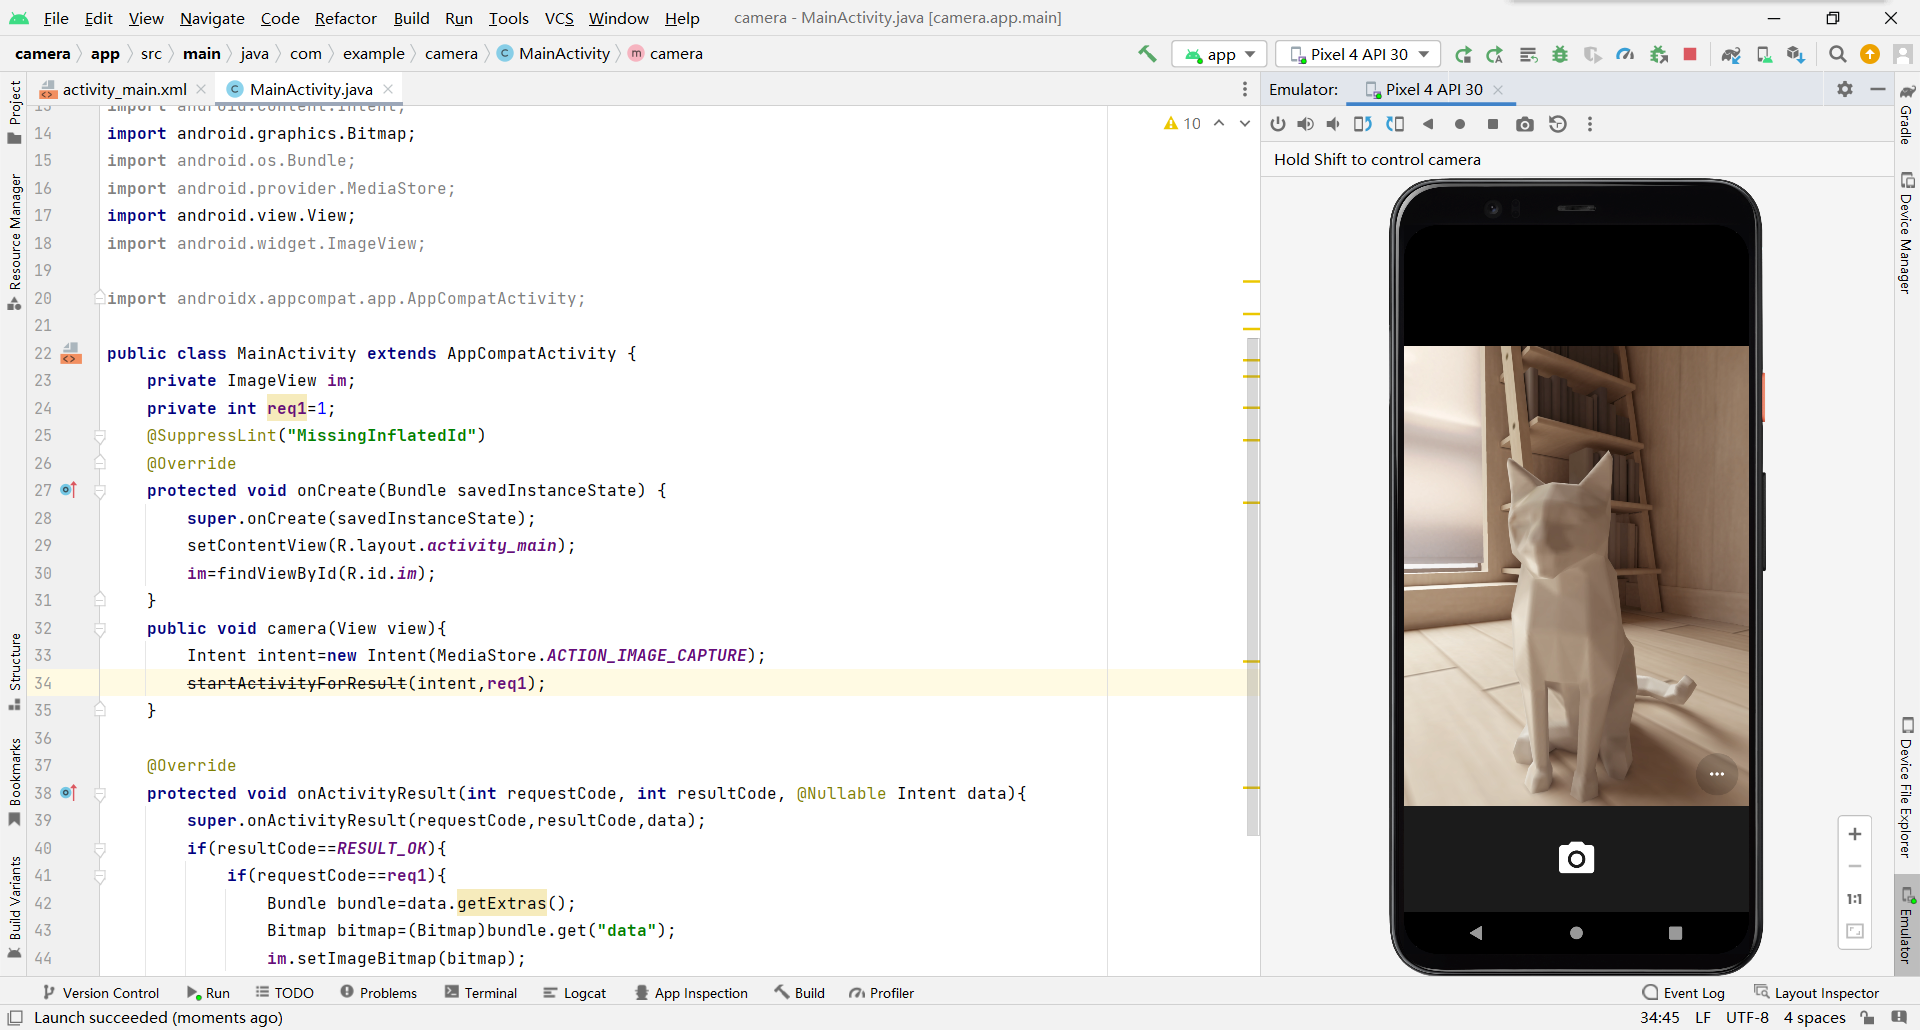 File Edit View Navigate Code Refactor Build Run Tools VCS Window Help camera - MainActivity.java [camera.app.main]
camera app src main java com example camera MainActivity camera app Pixel 4 API 30
activity_main.xml MainActivity.java Emulator: Pixel 4 API 30
Hold Shift to control camera
10
13 import android.content.Intent;
14 import android.graphics.Bitmap;
15 import android.os.Bundle;
16 import android.provider.MediaStore;
17 import android.view.View;
18 import android.widget.ImageView;
19
20 import androidx.appcompat.app.AppCompatActivity;
21
22 public class MainActivity extends AppCompatActivity {
23 private ImageView im;
24 private int req1=1;
25 @SuppressLint("MissingInflatedId")
26 @Override
27 protected void onCreate(Bundle savedInstanceState) {
28 super.onCreate(savedInstanceState);
29 setContentView(R.layout.activity_main);
30 im=findViewById(R.id.im);
31 }
32 public void camera(View view){
33 Intent intent=new Intent(MediaStore.ACTION_IMAGE_CAPTURE);
34 startActivityForResult(intent,req1);
35 }
36
37 @Override
38 protected void onActivityResult(int requestCode, int resultCode, @Nullable Intent data){
39 super.onActivityResult(requestCode,resultCode,data);
40 if(resultCode==RESULT_OK){
41 if(requestCode==req1){
42 Bundle bundle=data.getExtras();
43 Bitmap bitmap=(Bitmap)bundle.get("data");
44 im.setImageBitmap(bitmap);
Project
Resource Manager
Structure
Bookmarks
Build Variants
Gradle
Device Manager
Device File Explorer
Emulator
1:1
Version Control Run TODO Problems Terminal Logcat App Inspection Build Profiler Event Log Layout Inspector
Launch succeeded (moments ago) 34:45 LF UTF-8 4 spaces